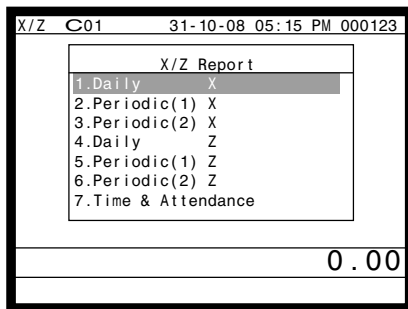 X/Z C01 31-10-08 05:15 PM 000123
X/Z Report
1.Daily X
2.Periodic(1) X
3.Periodic(2) X
4.Daily Z
5.Periodic(1) Z
6.Periodic(2) Z
7.Time & Attendance
0.00